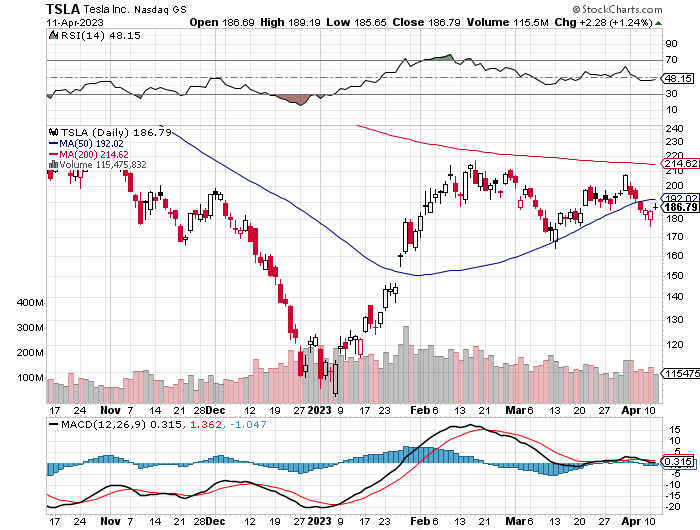 TSLA Tesla Inc. Nasdaq GS © StockCharts.com
11-Apr-2023 Open 186.69 High 189.19 Low 185.65 Close 186.79 Volume 115.5M Chg +2.28 (+1.24%)
RSI(14) 48.15
90
70
50
48.15
30
10
TSLA (Daily) 186.79
MA(50) 192.02
MA(200) 214.62
Volume 115,475,832
240
230
220
214.62
210
200
192.02
186.79
180
170
160
150
140
130
120
110
400M
300M
200M
100M
115475
17 24 Nov 7 14 21 28 Dec 12 19 27 2023 9 17 23 Feb 6 13 21 Mar 6 13 20 27 Apr 10
MACD(12,26,9) 0.315, 1.362, -1.047
15
10
5
0.315
-5
-10
-15
-20
17 24 Nov 7 14 21 28 Dec 12 19 27 2023 9 17 23 Feb 6 13 21 Mar 6 13 20 27 Apr 10